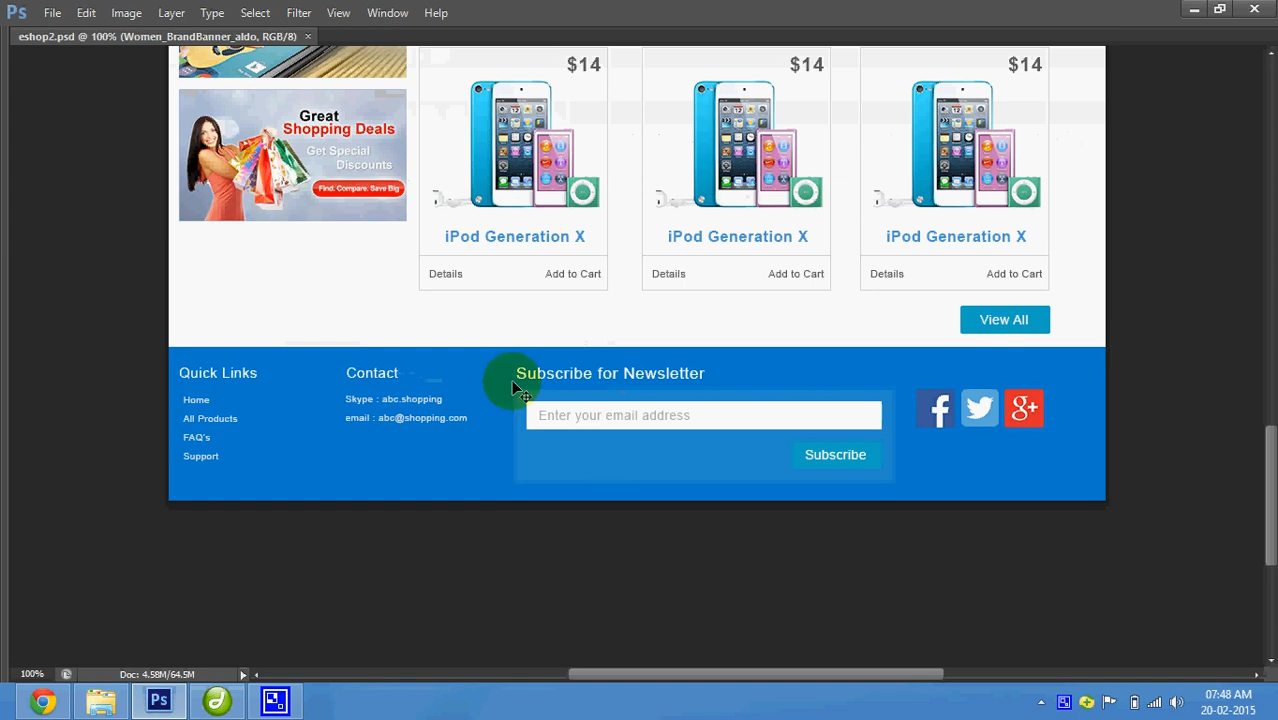 Ps File Edit Image Layer Type Select Filter View Window Help
eshop2.psd @ 100% (Women_BrandBanner_aldo, RGB/8) ×
$14 $14 $14
Great
Shopping Deals
Get Special
Discounts
Find. Compare. Save Big
iPod Generation X iPod Generation X iPod Generation X
Details Add to Cart Details Add to Cart Details Add to Cart
View All
Quick Links Contact Subscribe for Newsletter
Home Skype : abc.shopping
All Products email : abc@shopping.com Enter your email address
FAQ's
Support Subscribe
100% Doc: 4.58M/64.5M
Ps
07:48 AM
20-02-2015